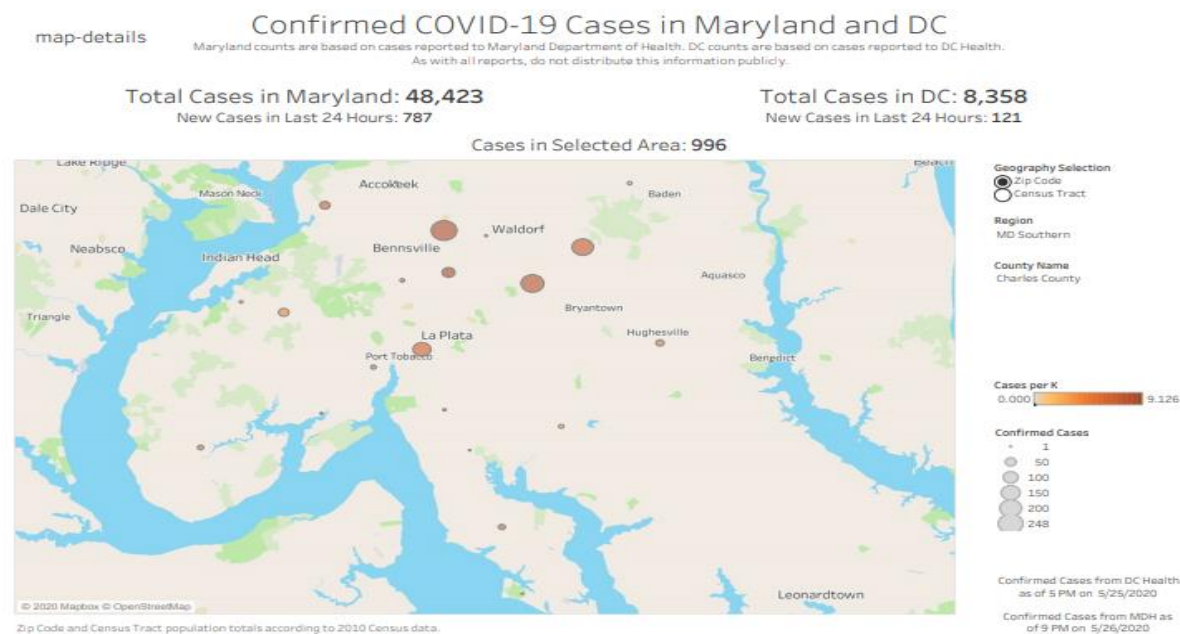 map-details
Confirmed COVID-19 Cases in Maryland and DC
Maryland counts are based on cases reported to Maryland Department of Health. DC counts are based on cases reported to DC Health.
As with all reports, do not distribute this information publicly.
Total Cases in Maryland: 48,423
New Cases in Last 24 Hours: 787
Total Cases in DC: 8,358
New Cases in Last 24 Hours: 121
Cases in Selected Area: 996
Lake Ridge
Beach
Mason Neck
Accokeek
Baden
Dale City
Waldorf
Neabsco
Bennsville
Indian Head
Aquasco
Bryantown
Triangle
La Plata
Hughesville
Port Tobacco
Benedict
Leonardtown
© 2020 Mapbox © OpenStreetMap
Geography Selection
Zip Code
Census Tract
Region
MD Southern
County Name
Charles County
Cases per K
0.000 9.126
Confirmed Cases
1
50
100
150
200
248
Confirmed Cases from DC Health
as of 5 PM on 5/25/2020
Confirmed Cases from MDH as
of 9 PM on 5/26/2020
Zip Code and Census Tract population totals according to 2010 Census data.